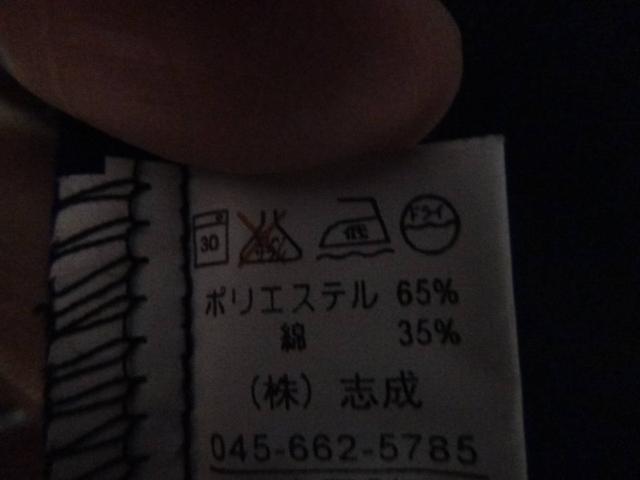 30 ドライ
ポリエステル 65%
綿 35%
(株) 志成
045-662-5785